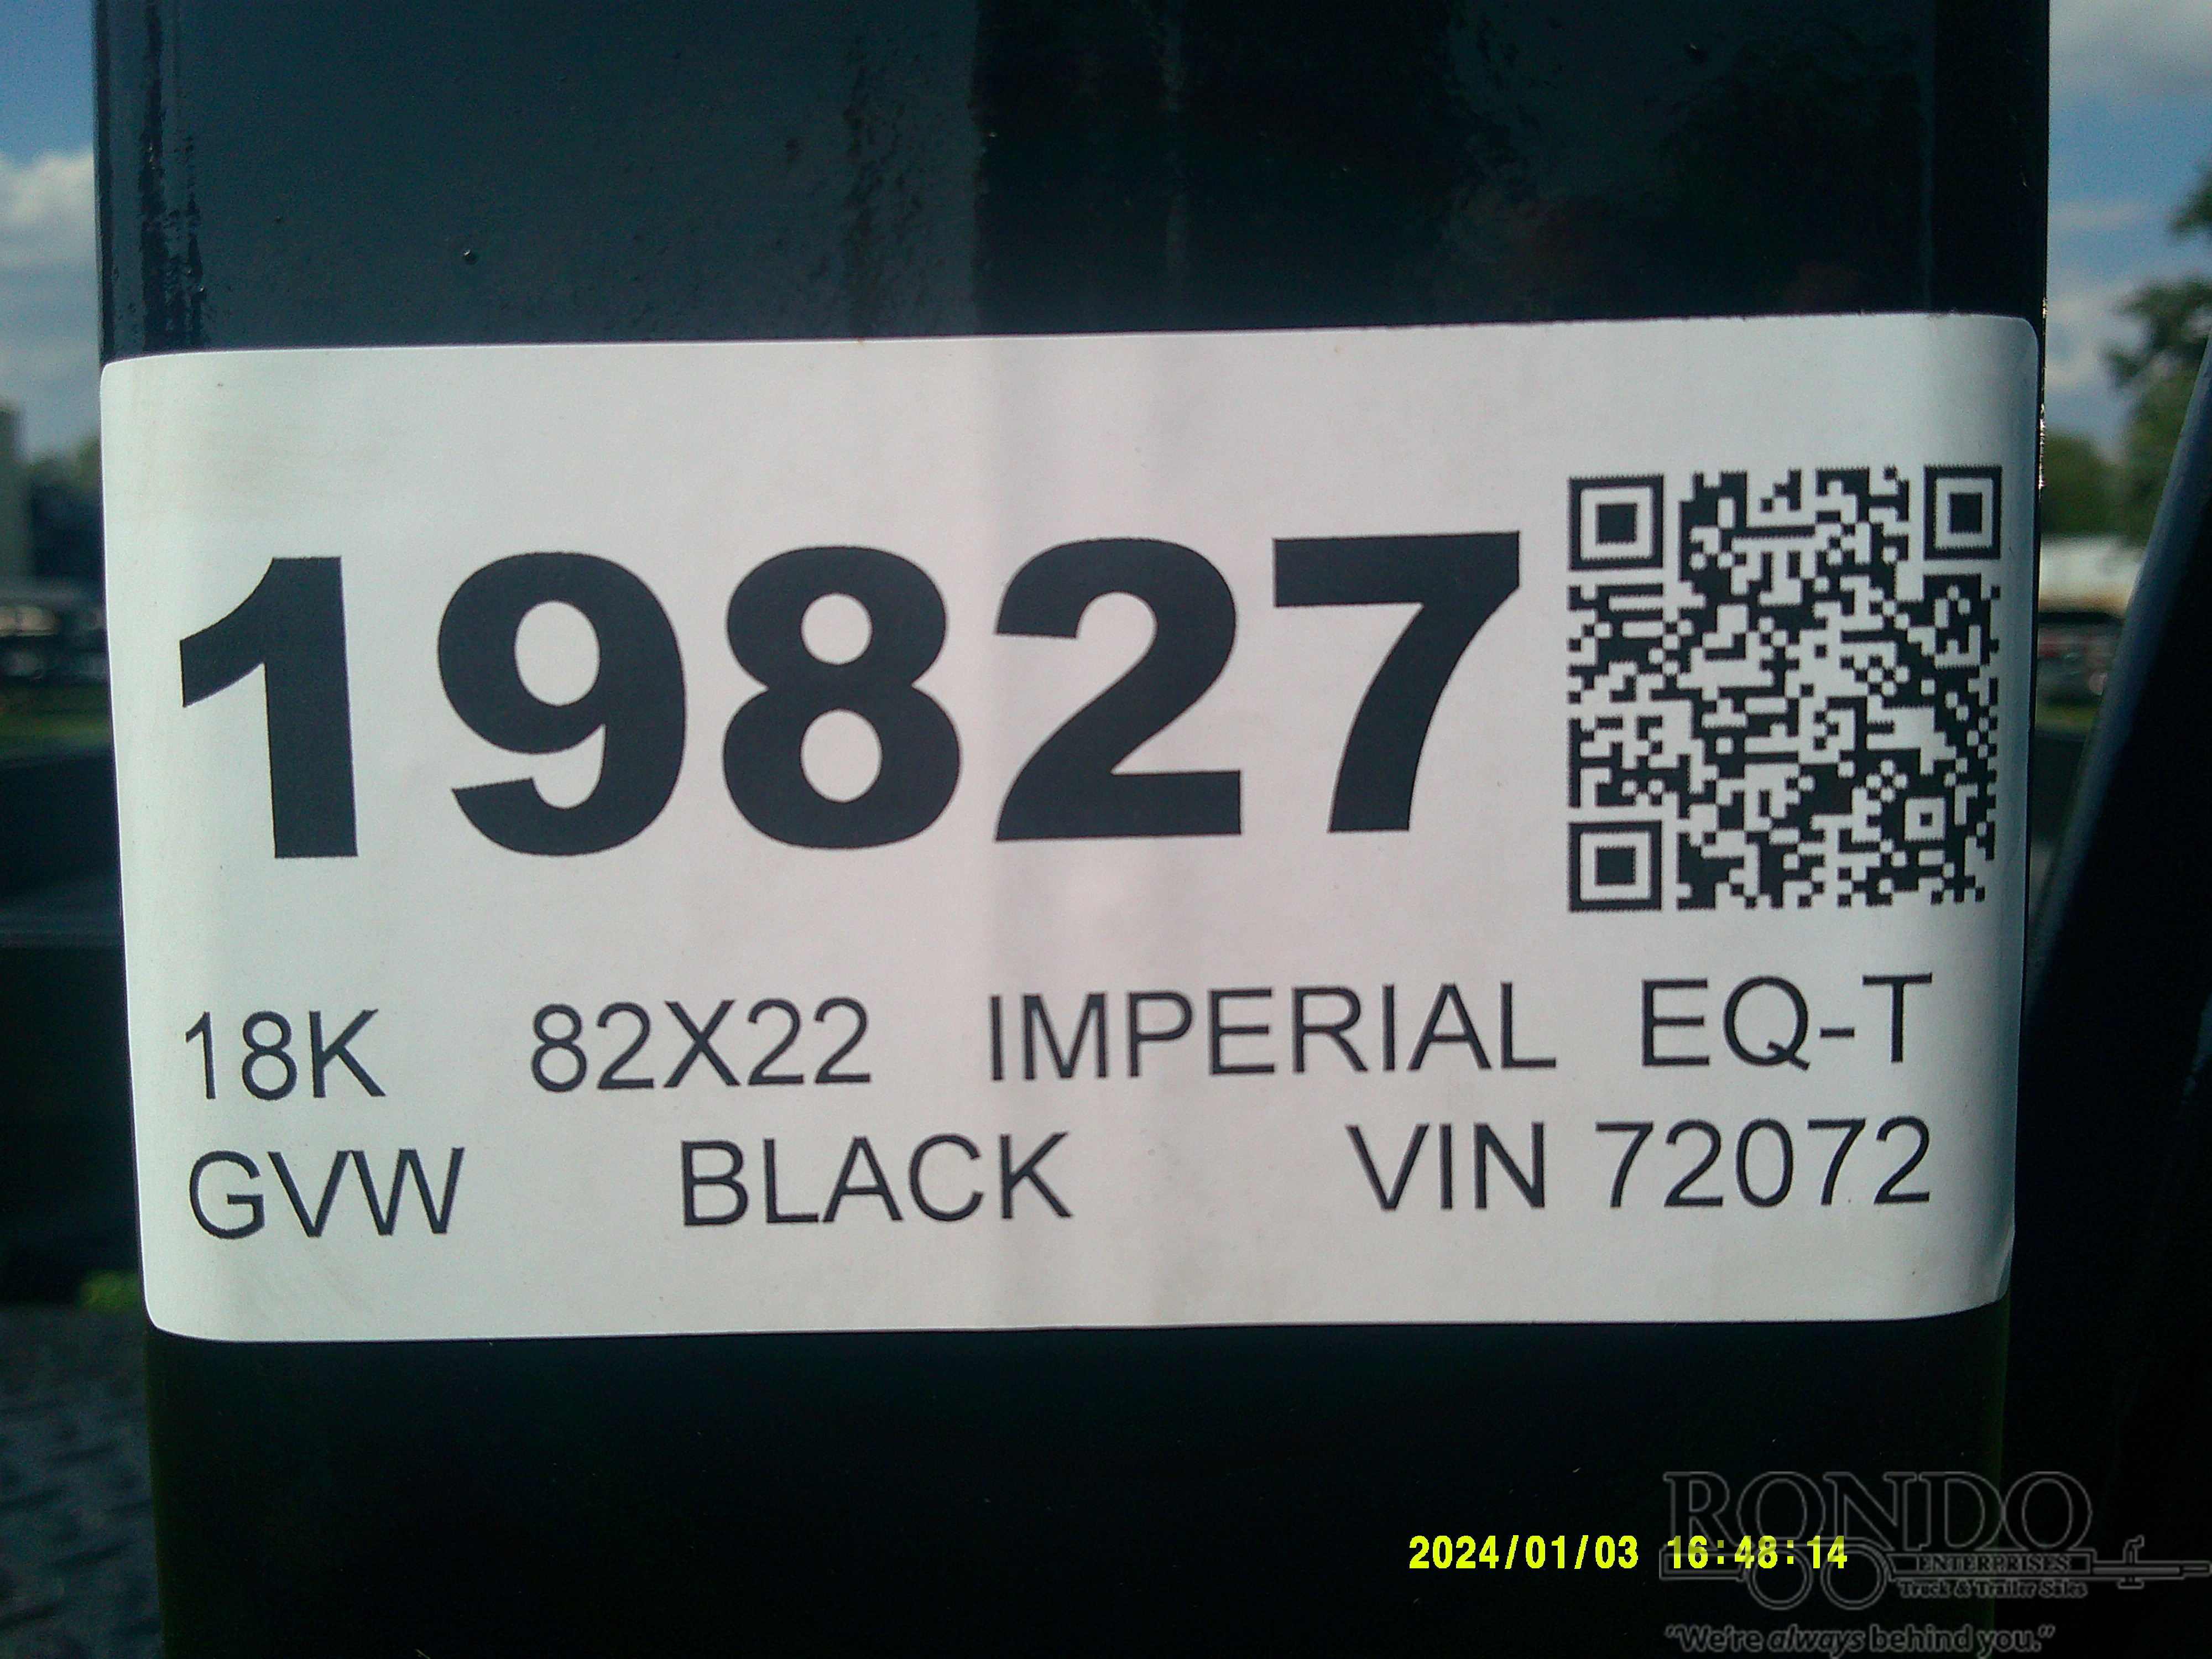 19827
18K 82X22 IMPERIAL EQ-T
GVW BLACK VIN 72072
2024/01/03 16:48:14
RONDO
ENTERPRISES
Truck & Trailer Sales
"We're always behind you."